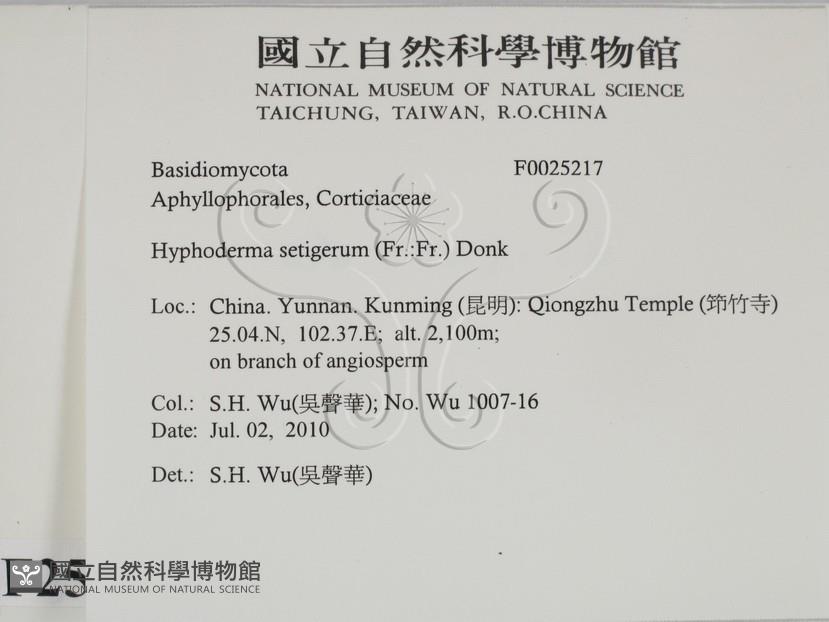 國立自然科學博物館
NATIONAL MUSEUM OF NATURAL SCIENCE
TAICHUNG, TAIWAN, R.O.CHINA
Basidiomycota F0025217
Aphyllophorales, Corticiaceae
Hyphoderma setigerum (Fr.:Fr.) Donk
Loc.: China. Yunnan. Kunming (昆明): Qiongzhu Temple (筇竹寺)
25.04.N, 102.37.E; alt. 2,100m;
on branch of angiosperm
Col.: S.H. Wu(吳聲華); No. Wu 1007-16
Date: Jul. 02, 2010
Det.: S.H. Wu(吳聲華)
F25
國立自然科學博物館
NATIONAL MUSEUM OF NATURAL SCIENCE